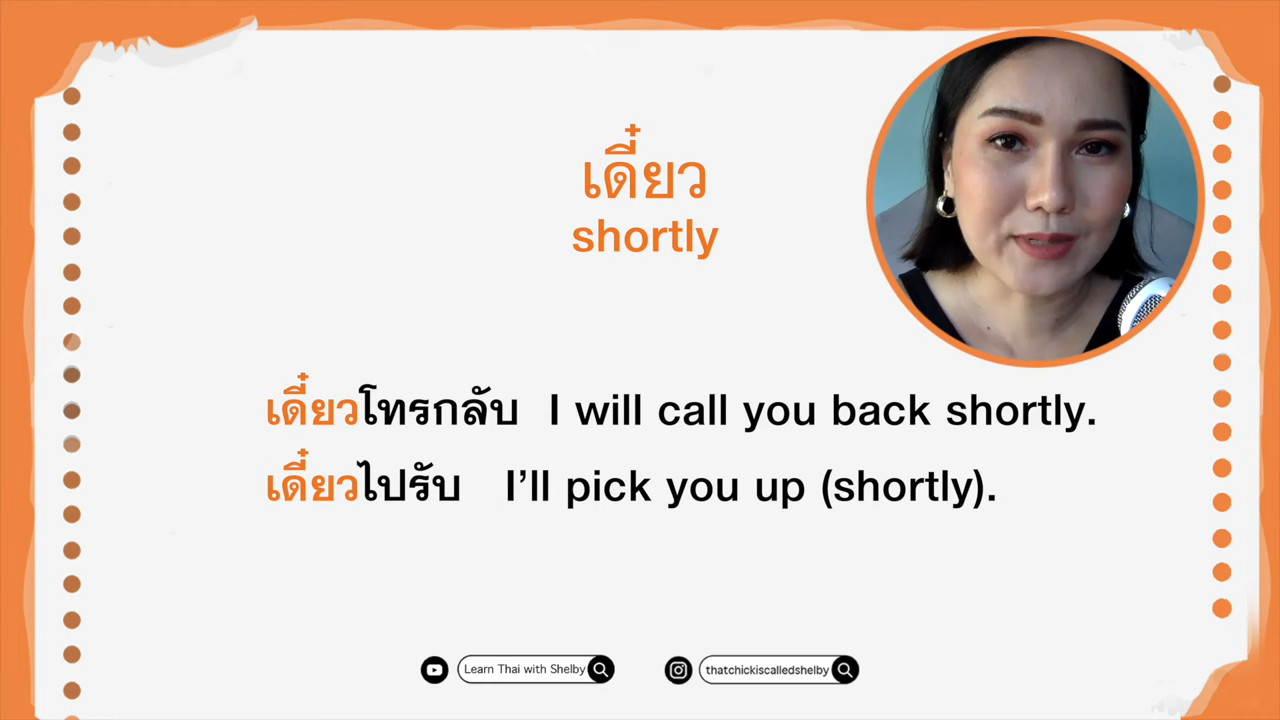 เดี๋ยว
shortly
เดี๋ยวโทรกลับ I will call you back shortly.
เดี๋ยวไปรับ I'll pick you up (shortly).
Learn Thai with Shelby
thatchickiscalledshelby